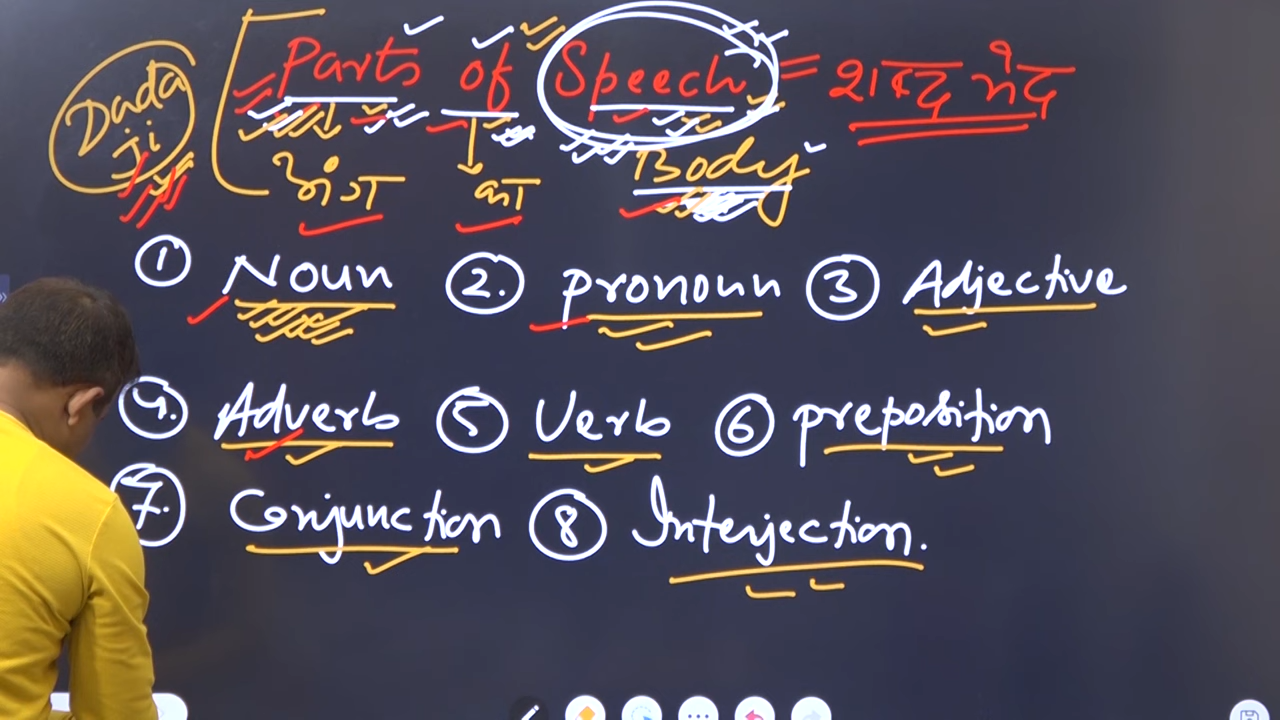 Dada ji
Parts of Speech = शब्द भेद
अंग का Body
① Noun ② pronoun ③ Adjective
④ Adverb ⑤ Verb ⑥ preposition
⑦ Conjunction ⑧ Interjection.